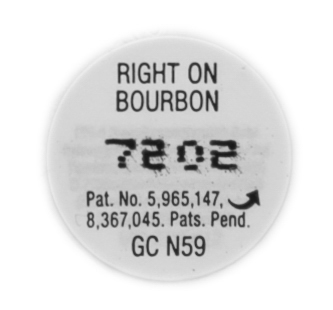 RIGHT ON
BOURBON
7202
Pat. No. 5,965,147,
8,367,045. Pats. Pend.
GC N59